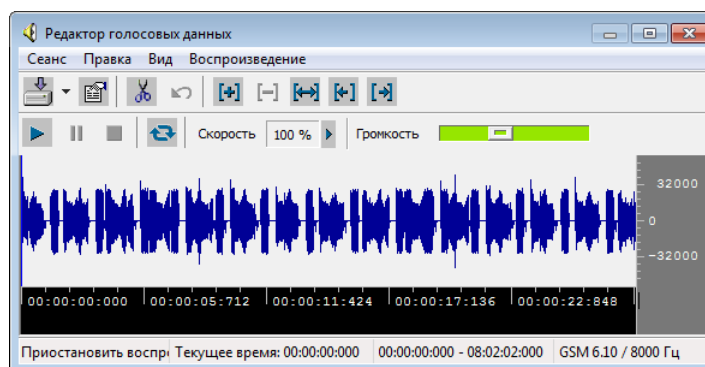 Редактор голосовых данных
Сеанс Правка Вид Воспроизведение
Скорость 100 % Громкость
32000
0
-32000
00:00:00:000 00:00:05:712 00:00:11:424 00:00:17:136 00:00:22:848
Приостановить воспр Текущее время: 00:00:00:000 00:00:00:000 - 08:02:02:000 GSM 6.10 / 8000 Гц